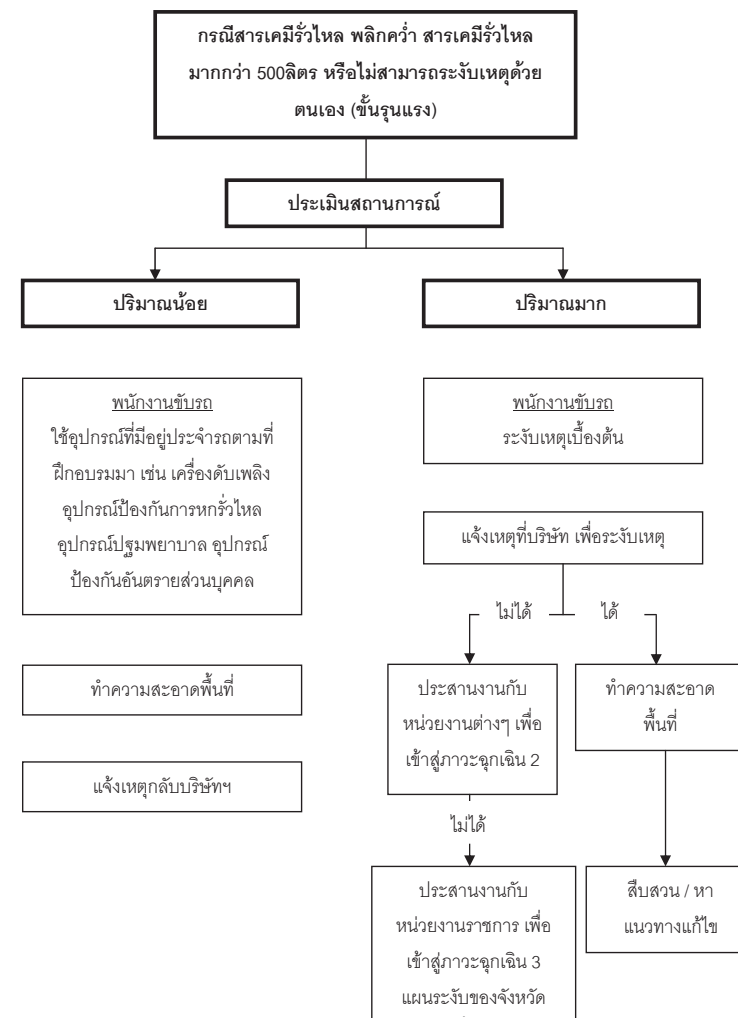 กรณีสารเคมีรั่วไหล พลิกคว่ำ สารเคมีรั่วไหล
มากกว่า 500ลิตร หรือไม่สามารถระงับเหตุด้วย
ตนเอง (ขั้นรุนแรง)
ประเมินสถานการณ์
ปริมาณน้อย
ปริมาณมาก
พนักงานขับรถ
ใช้อุปกรณ์ที่มีอยู่ประจำรถตามที่
ฝึกอบรมมา เช่น เครื่องดับเพลิง
อุปกรณ์ป้องกันการหกรั่วไหล
อุปกรณ์ปฐมพยาบาล อุปกรณ์
ป้องกันอันตรายส่วนบุคคล
พนักงานขับรถ
ระงับเหตุเบื้องต้น
แจ้งเหตุที่บริษัท เพื่อระงับเหตุ
ไม่ได้
ได้
ทำความสะอาดพื้นที่
แจ้งเหตุกลับบริษัทฯ
ประสานงานกับ
หน่วยงานต่างๆ เพื่อ
เข้าสู่ภาวะฉุกเฉิน 2
ทำความสะอาด
พื้นที่
ไม่ได้
ประสานงานกับ
หน่วยงานราชการ เพื่อ
เข้าสู่ภาวะฉุกเฉิน 3
แผนระงับของจังหวัด
สืบสวน / หา
แนวทางแก้ไข